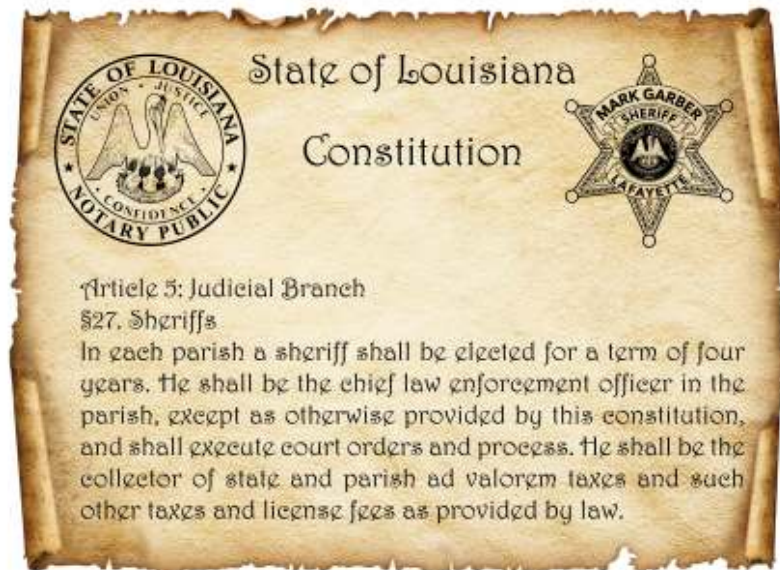 State of Louisiana
Constitution
STATE OF LOUISIANA
UNION · JUSTICE
· CONFIDENCE ·
★ NOTARY PUBLIC ★
MARK GARBER
SHERIFF
LAFAYETTE
Article 5: Judicial Branch
§27. Sheriffs
In each parish a sheriff shall be elected for a term of four
years. He shall be the chief law enforcement officer in the
parish, except as otherwise provided by this constitution,
and shall execute court orders and process. He shall be the
collector of state and parish ad valorem taxes and such
other taxes and license fees as provided by law.